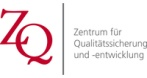 ZQ
Zentrum für
Qualitätssicherung
und -entwicklung